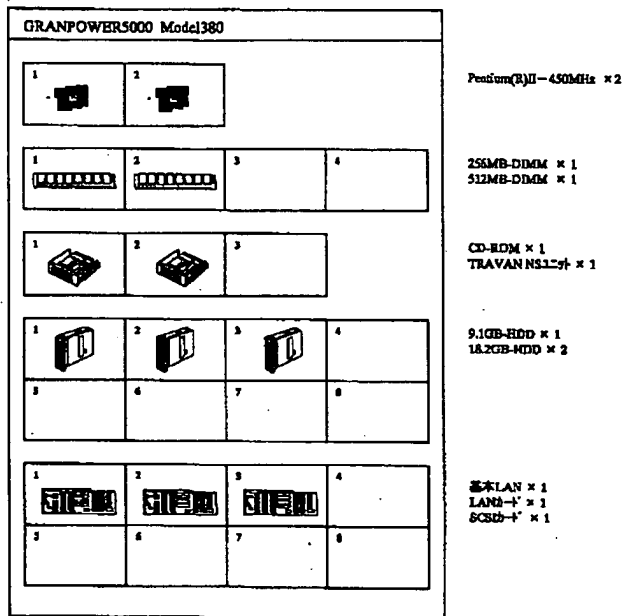 GRANPOWER5000 Model380
1 2
Pentium(R)II-450MHz ×2
1 2 3 4
256MB-DIMM × 1
512MB-DIMM × 1
1 2 3
CD-ROM × 1
TRAVAN NSユニット × 1
1 2 3 4
9.1GB-HDD × 1
18.2GB-HDD × 2
5 6 7 8
1 2 3 4
基本LAN × 1
LANカード × 1
SCSIカード × 1
5 6 7 8